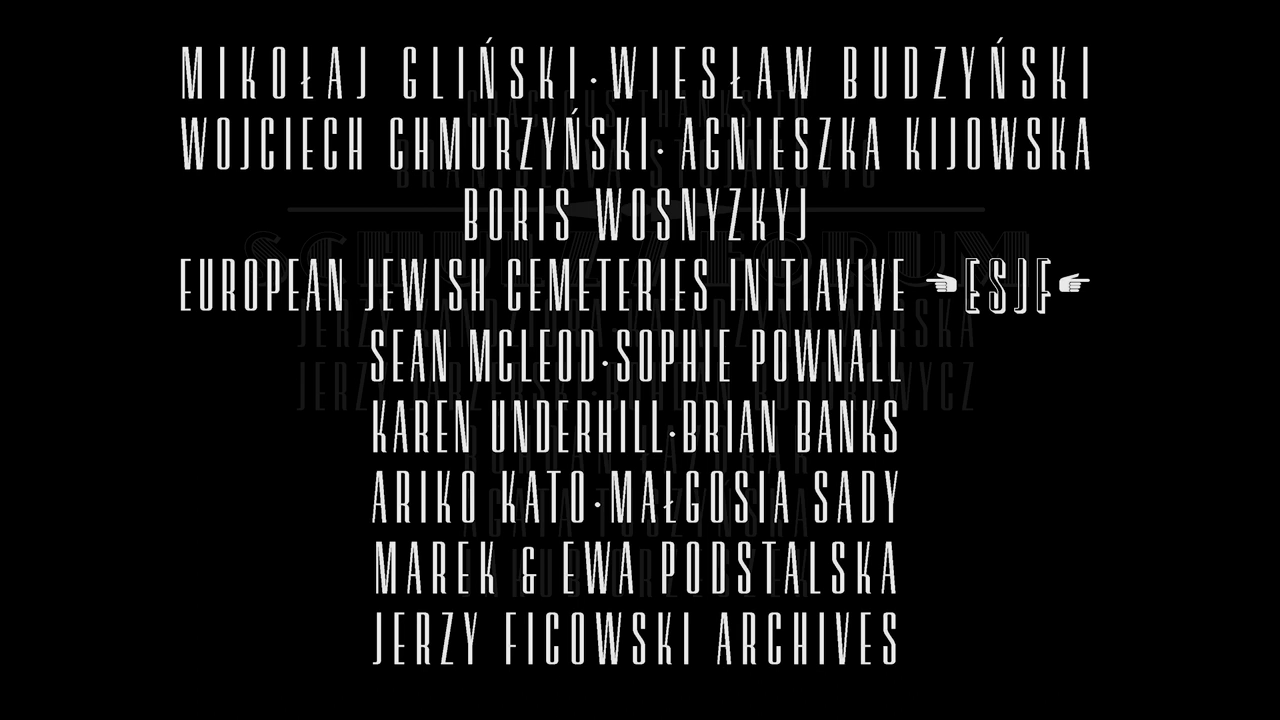 MIKOŁAJ GLIŃSKI · WIESŁAW BUDZYŃSKI
WOJCIECH CHMURZYŃSKI · AGNIESZKA KIJOWSKA
BORIS WOSNYZKYJ
EUROPEAN JEWISH CEMETERIES INITIAVIVE ☜ESJF☞
SEAN MCLEOD · SOPHIE POWNALL
KAREN UNDERHILL · BRIAN BANKS
ARIKO KATO · MAŁGOSIA SADY
MAREK & EWA PODSTALSKA
JERZY FICOWSKI ARCHIVES